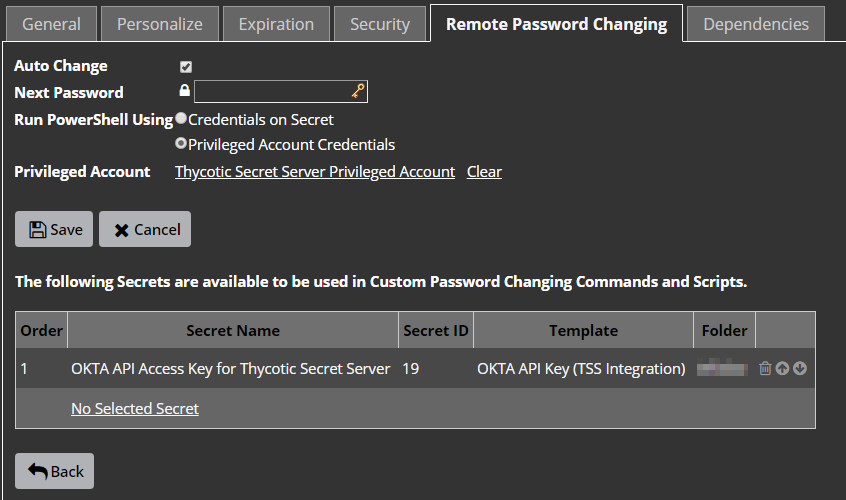 General Personalize Expiration Security Remote Password Changing Dependencies
Auto Change
Next Password
Run PowerShell Using Credentials on Secret
Privileged Account Credentials
Privileged Account Thycotic Secret Server Privileged Account Clear
Save Cancel
The following Secrets are available to be used in Custom Password Changing Commands and Scripts.
Order Secret Name Secret ID Template Folder
1 OKTA API Access Key for Thycotic Secret Server 19 OKTA API Key (TSS Integration)
No Selected Secret
Back